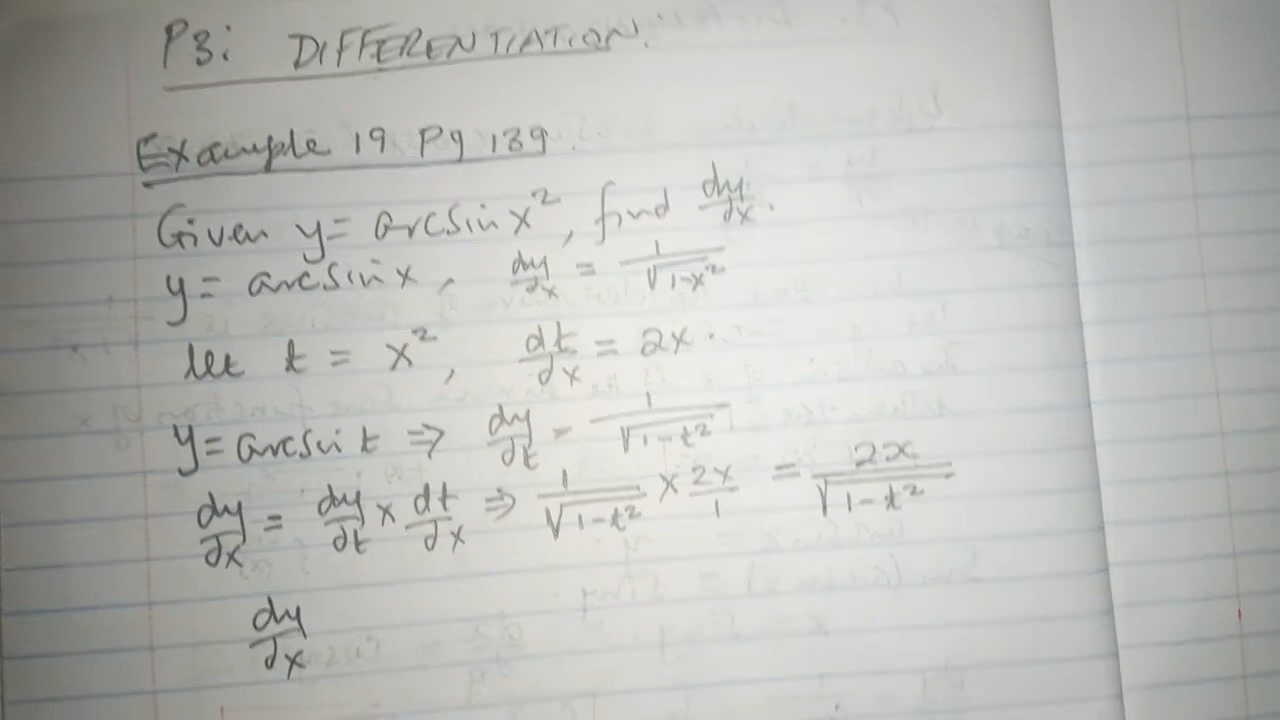 P3: DIFFERENTIATION.
Example 19 Pg 139.
Given y = arcsin x², find dy/dx.
y = arcsin x, dy/dx = 1/√1-x²
let t = x², dt/dx = 2x.
y = arcsin t ⇒ dy/dt = 1/√1-t²
dy/dx = dy/dt × dt/dx ⇒ 1/√1-t² × 2x/1 = 2x/√1-t²
dy/dx